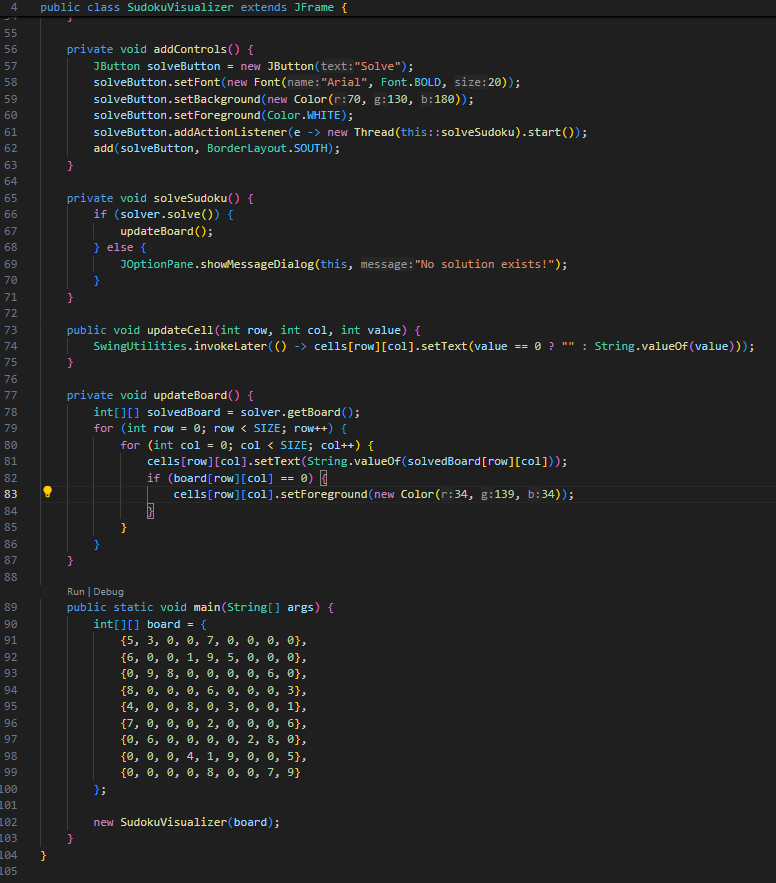 4 public class SudokuVisualizer extends JFrame {
54 }
55
56 private void addControls() {
57 JButton solveButton = new JButton(text:"Solve");
58 solveButton.setFont(new Font(name:"Arial", Font.BOLD, size:20));
59 solveButton.setBackground(new Color(r:70, g:130, b:180));
60 solveButton.setForeground(Color.WHITE);
61 solveButton.addActionListener(e -> new Thread(this::solveSudoku).start());
62 add(solveButton, BorderLayout.SOUTH);
63 }
64
65 private void solveSudoku() {
66 if (solver.solve()) {
67 updateBoard();
68 } else {
69 JOptionPane.showMessageDialog(this, message:"No solution exists!");
70 }
71 }
72
73 public void updateCell(int row, int col, int value) {
74 SwingUtilities.invokeLater(() -> cells[row][col].setText(value == 0 ? "" : String.valueOf(value)));
75 }
76
77 private void updateBoard() {
78 int[][] solvedBoard = solver.getBoard();
79 for (int row = 0; row < SIZE; row++) {
80 for (int col = 0; col < SIZE; col++) {
81 cells[row][col].setText(String.valueOf(solvedBoard[row][col]));
82 if (board[row][col] == 0) {
83 cells[row][col].setForeground(new Color(r:34, g:139, b:34));
84 }
85 }
86 }
87 }
88
Run | Debug
89 public static void main(String[] args) {
90 int[][] board = {
91 {5, 3, 0, 0, 7, 0, 0, 0, 0},
92 {6, 0, 0, 1, 9, 5, 0, 0, 0},
93 {0, 9, 8, 0, 0, 0, 0, 6, 0},
94 {8, 0, 0, 0, 6, 0, 0, 0, 3},
95 {4, 0, 0, 8, 0, 3, 0, 0, 1},
96 {7, 0, 0, 0, 2, 0, 0, 0, 6},
97 {0, 6, 0, 0, 0, 0, 2, 8, 0},
98 {0, 0, 0, 4, 1, 9, 0, 0, 5},
99 {0, 0, 0, 0, 8, 0, 0, 7, 9}
100 };
101
102 new SudokuVisualizer(board);
103 }
104 }
105